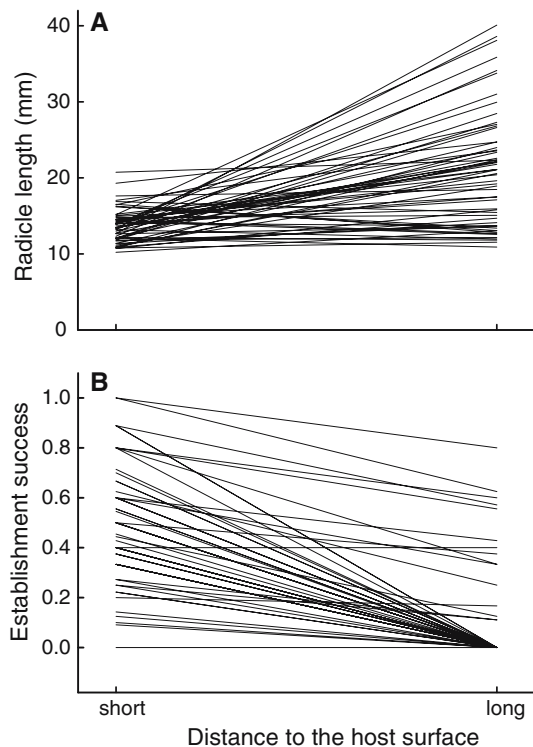 A
Radicle length (mm)
40
30
20
10
0
B
Establishment success
1.0
0.8
0.6
0.4
0.2
0.0
short
long
Distance to the host surface